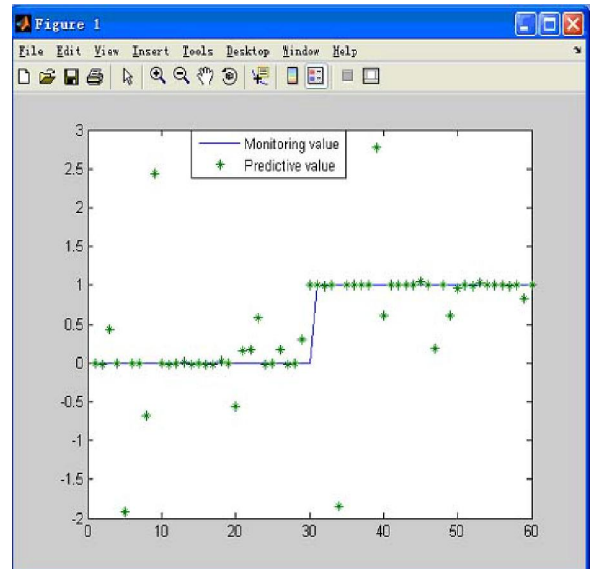 Figure 1
File Edit View Insert Tools Desktop Window Help
Monitoring value
Predictive value
3
2.5
2
1.5
1
0.5
0
-0.5
-1
-1.5
-2
0 10 20 30 40 50 60